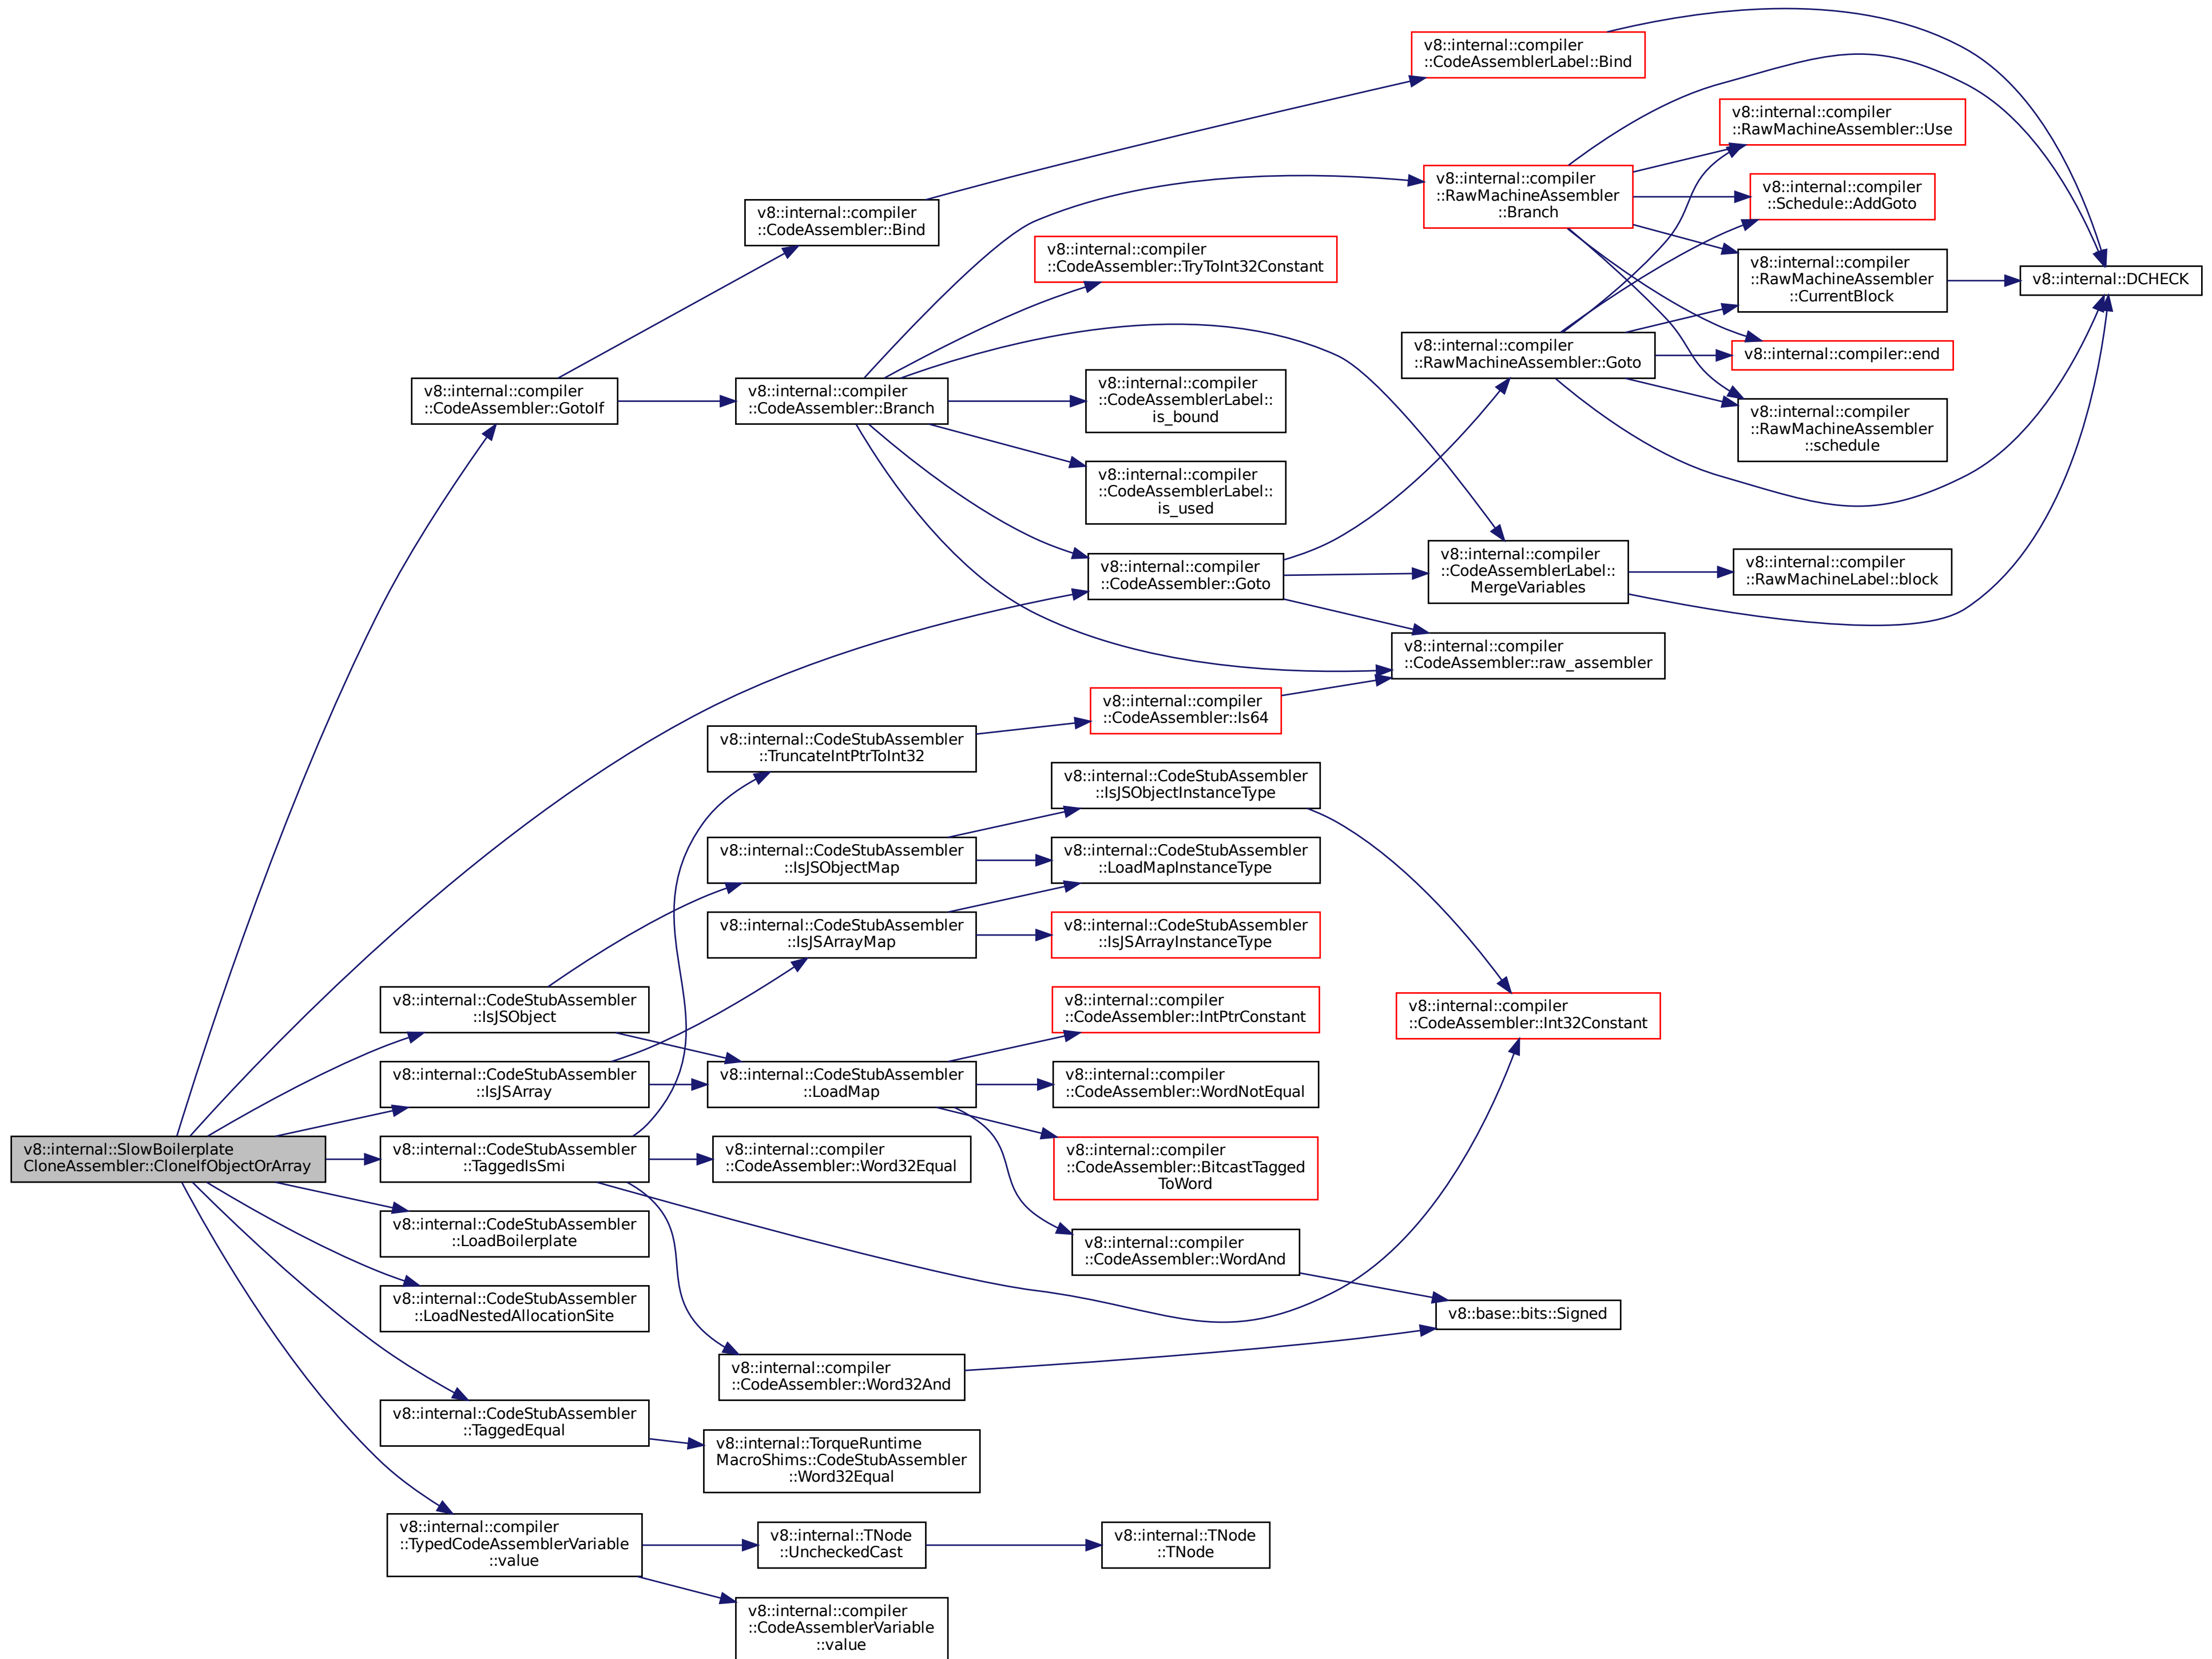 v8::internal::SlowBoilerplate
CloneAssembler::CloneIfObjectOrArray
v8::internal::compiler
::CodeAssembler::GotoIf
v8::internal::compiler
::CodeAssembler::Bind
v8::internal::compiler
::CodeAssemblerLabel::Bind
v8::internal::DCHECK
v8::internal::compiler
::CodeAssembler::Branch
v8::internal::compiler
::RawMachineAssembler
::Branch
v8::internal::compiler
::RawMachineAssembler::Use
v8::internal::compiler
::Schedule::AddGoto
v8::internal::compiler
::RawMachineAssembler
::CurrentBlock
v8::internal::compiler::end
v8::internal::compiler
::RawMachineAssembler
::schedule
v8::internal::compiler
::CodeAssembler::TryToInt32Constant
v8::internal::compiler
::CodeAssemblerLabel::
is_bound
v8::internal::compiler
::CodeAssemblerLabel::
is_used
v8::internal::compiler
::RawMachineAssembler::Goto
v8::internal::compiler
::CodeAssembler::Goto
v8::internal::compiler
::CodeAssemblerLabel::
MergeVariables
v8::internal::compiler
::RawMachineLabel::block
v8::internal::compiler
::CodeAssembler::raw_assembler
v8::internal::compiler
::CodeAssembler::Is64
v8::internal::CodeStubAssembler
::TruncateIntPtrToInt32
v8::internal::CodeStubAssembler
::IsJSObjectInstanceType
v8::internal::CodeStubAssembler
::IsJSObjectMap
v8::internal::CodeStubAssembler
::LoadMapInstanceType
v8::internal::CodeStubAssembler
::IsJSArrayMap
v8::internal::CodeStubAssembler
::IsJSArrayInstanceType
v8::internal::CodeStubAssembler
::IsJSObject
v8::internal::compiler
::CodeAssembler::IntPtrConstant
v8::internal::compiler
::CodeAssembler::Int32Constant
v8::internal::CodeStubAssembler
::IsJSArray
v8::internal::CodeStubAssembler
::LoadMap
v8::internal::compiler
::CodeAssembler::WordNotEqual
v8::internal::CodeStubAssembler
::TaggedIsSmi
v8::internal::compiler
::CodeAssembler::Word32Equal
v8::internal::compiler
::CodeAssembler::BitcastTagged
ToWord
v8::internal::CodeStubAssembler
::LoadBoilerplate
v8::internal::compiler
::CodeAssembler::WordAnd
v8::internal::CodeStubAssembler
::LoadNestedAllocationSite
v8::base::bits::Signed
v8::internal::compiler
::CodeAssembler::Word32And
v8::internal::CodeStubAssembler
::TaggedEqual
v8::internal::TorqueRuntime
MacroShims::CodeStubAssembler
::Word32Equal
v8::internal::compiler
::TypedCodeAssemblerVariable
::value
v8::internal::TNode
::UncheckedCast
v8::internal::TNode
::TNode
v8::internal::compiler
::CodeAssemblerVariable
::value